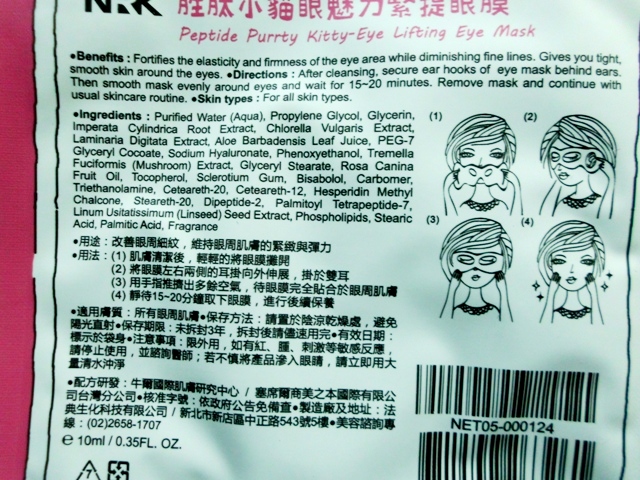 NRK 胜肽小貓眼魅力緊提眼膜
Peptide Purrty Kitty-Eye Lifting Eye Mask
●Benefits : Fortifies the elasticity and firmness of the eye area while diminishing fine lines. Gives you tight,
smooth skin around the eyes. ●Directions : After cleansing, secure ear hooks of eye mask behind ears.
Then smooth mask evenly around eyes and wait for 15~20 minutes. Remove mask and continue with
usual skincare routine. ●Skin types : For all skin types.
●Ingredients : Purified Water (Aqua), Propylene Glycol, Glycerin,
Imperata Cylindrica Root Extract, Chlorella Vulgaris Extract,
Laminaria Digitata Extract, Aloe Barbadensis Leaf Juice, PEG-7
Glyceryl Cocoate, Sodium Hyaluronate, Phenoxyethanol, Tremella
Fuciformis (Mushroom) Extract, Glyceryl Stearate, Rosa Canina
Fruit Oil, Tocopherol, Sclerotium Gum, Bisabolol, Carbomer,
Triethanolamine, Ceteareth-20, Ceteareth-12, Hesperidin Methyl
Chalcone, Steareth-20, Dipeptide-2, Palmitoyl Tetrapeptide-7,
Linum Usitatissimum (Linseed) Seed Extract, Phospholipids, Stearic
Acid, Palmitic Acid, Fragrance
(1)
(2)
(3)
(4)
●用途：改善眼周細紋，維持眼周肌膚的緊緻與彈力
●用法：(1) 肌膚清潔後，輕輕的將眼膜攤開
(2) 將眼膜左右兩側的耳掛向外伸展，掛於雙耳
(3) 用手指推擠出多餘空氣，待眼膜完全貼合於眼周肌膚
(4) 靜待15~20分鐘取下眼膜，進行後續保養
●適用膚質：所有眼周肌膚●保存方法：請置於陰涼乾燥處，避免
陽光直射●保存期限：未拆封3年，拆封後請儘速用完●有效日期：
標示於袋身●注意事項：限外用，如有紅、腫、刺激等敏感反應，
請停止使用，並諮詢醫師；若不慎將產品滲入眼睛，請立即用大
量清水沖淨
●配方研發：牛爾國際肌膚研究中心 / 塞席爾商美之本國際有限公
司台灣分公司●核准字號：依政府公告免備查●製造廠及地址：法
典生化科技有限公司 / 新北市新店區中正路543號5樓●美容諮詢專
線：(02)2658-1707
e 10ml / 0.35FL. OZ.
NET05-000124
7